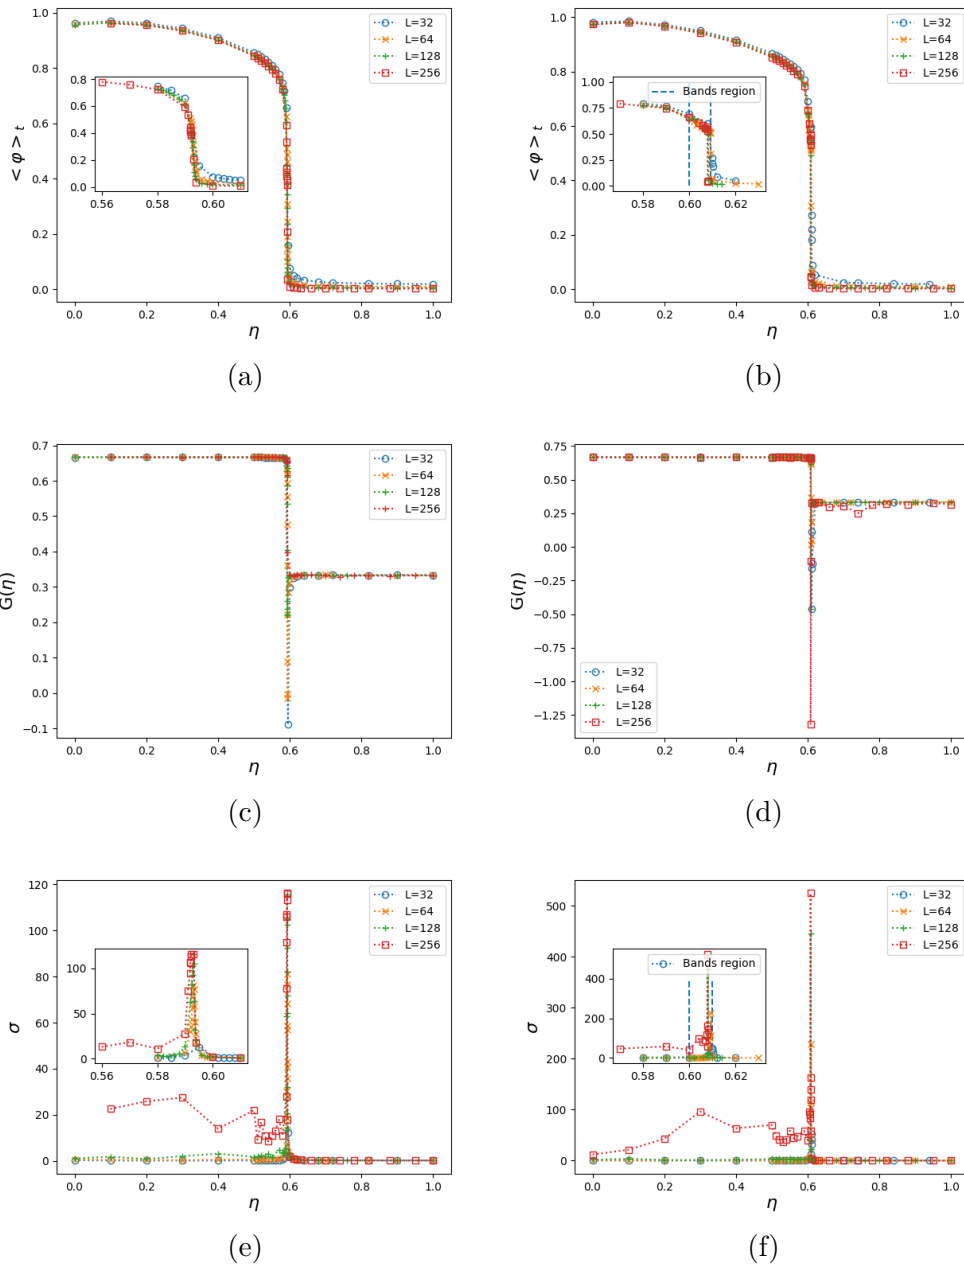 1.0
0.8
0.6
0.4
0.2
0.0
< φ > t
0.8
0.6
0.4
0.2
0.0
0.56 0.58 0.60
L=32
L=64
L=128
L=256
0.0 0.2 0.4 0.6 0.8 1.0
η
(a)
1.0
0.8
0.6
0.4
0.2
0.0
< φ > t
1.00
0.75
0.50
0.25
0.00
0.58 0.60 0.62
Bands region
L=32
L=64
L=128
L=256
0.0 0.2 0.4 0.6 0.8 1.0
η
(b)
0.7
0.6
0.5
0.4
0.3
0.2
0.1
0.0
−0.1
G(η)
L=32
L=64
L=128
L=256
0.0 0.2 0.4 0.6 0.8 1.0
η
(c)
0.75
0.50
0.25
0.00
−0.25
−0.50
−0.75
−1.00
−1.25
G(η)
L=32
L=64
L=128
L=256
0.0 0.2 0.4 0.6 0.8 1.0
η
(d)
120
100
80
60
40
20
0
σ
100
50
0
0.56 0.58 0.60
L=32
L=64
L=128
L=256
0.0 0.2 0.4 0.6 0.8 1.0
η
(e)
500
400
300
200
100
0
σ
400
200
0
0.58 0.60 0.62
Bands region
L=32
L=64
L=128
L=256
0.0 0.2 0.4 0.6 0.8 1.0
η
(f)